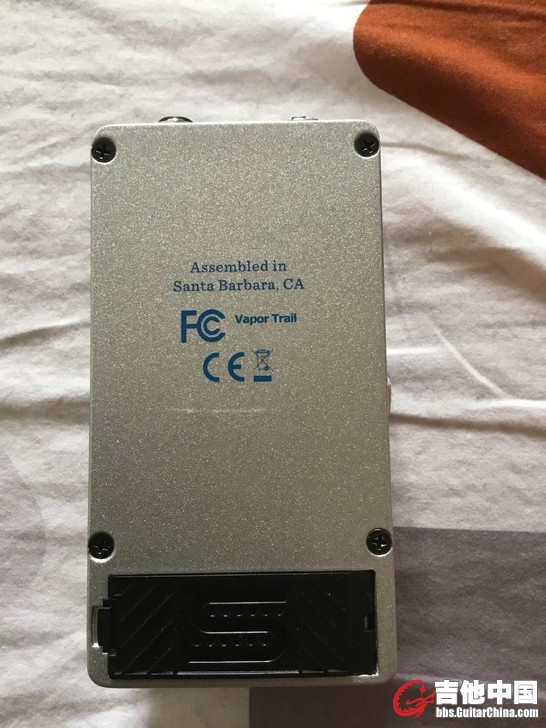 Assembled in
Santa Barbara, CA
FC Vapor Trail
CE
吉他中国
bbs.GuitarChina.com